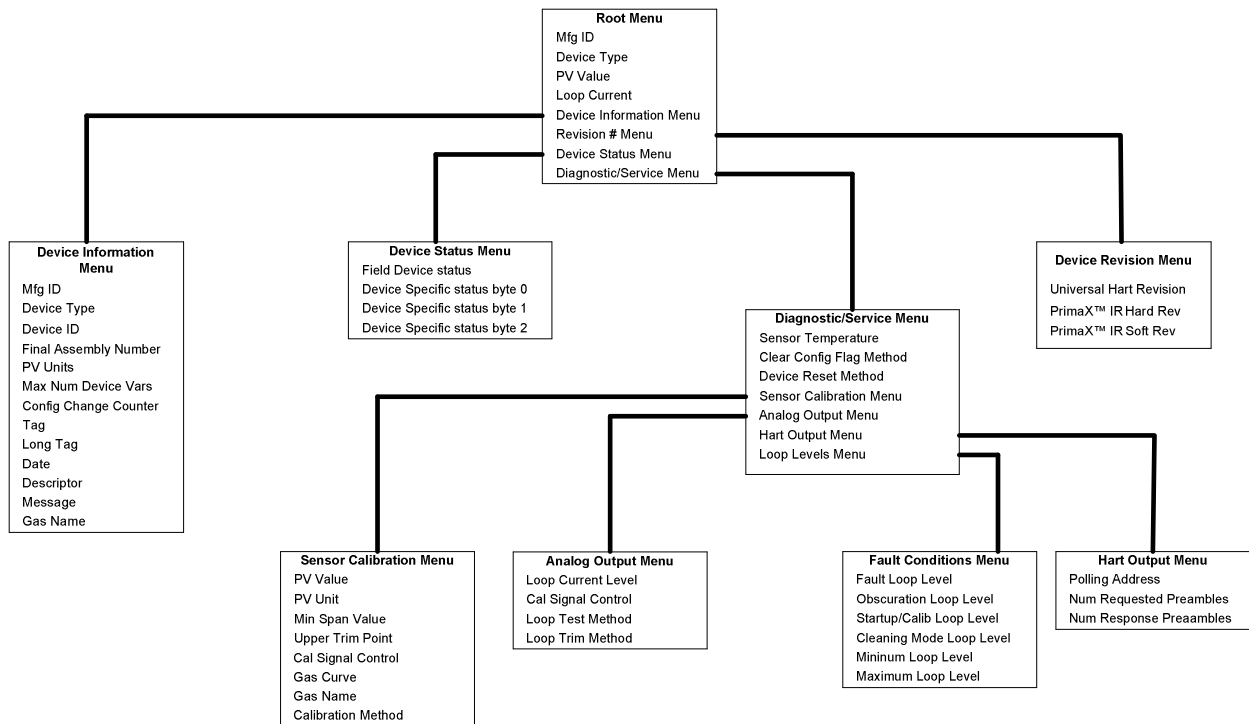 Root Menu
Mfg ID
Device Type
PV Value
Loop Current
Device Information Menu
Revision # Menu
Device Status Menu
Diagnostic/Service Menu
Device Information
Menu
Mfg ID
Device Type
Device ID
Final Assembly Number
PV Units
Max Num Device Vars
Config Change Counter
Tag
Long Tag
Date
Descriptor
Message
Gas Name
Device Status Menu
Field Device status
Device Specific status byte 0
Device Specific status byte 1
Device Specific status byte 2
Device Revision Menu
Universal Hart Revision
PrimaX™ IR Hard Rev
PrimaX™ IR Soft Rev
Diagnostic/Service Menu
Sensor Temperature
Clear Config Flag Method
Device Reset Method
Sensor Calibration Menu
Analog Output Menu
Hart Output Menu
Loop Levels Menu
Sensor Calibration Menu
PV Value
PV Unit
Min Span Value
Upper Trim Point
Cal Signal Control
Gas Curve
Gas Name
Calibration Method
Analog Output Menu
Loop Current Level
Cal Signal Control
Loop Test Method
Loop Trim Method
Fault Conditions Menu
Fault Loop Level
Obscuration Loop Level
Startup/Calib Loop Level
Cleaning Mode Loop Level
Mininum Loop Level
Maximum Loop Level
Hart Output Menu
Polling Address
Num Requested Preambles
Num Response Preaambles